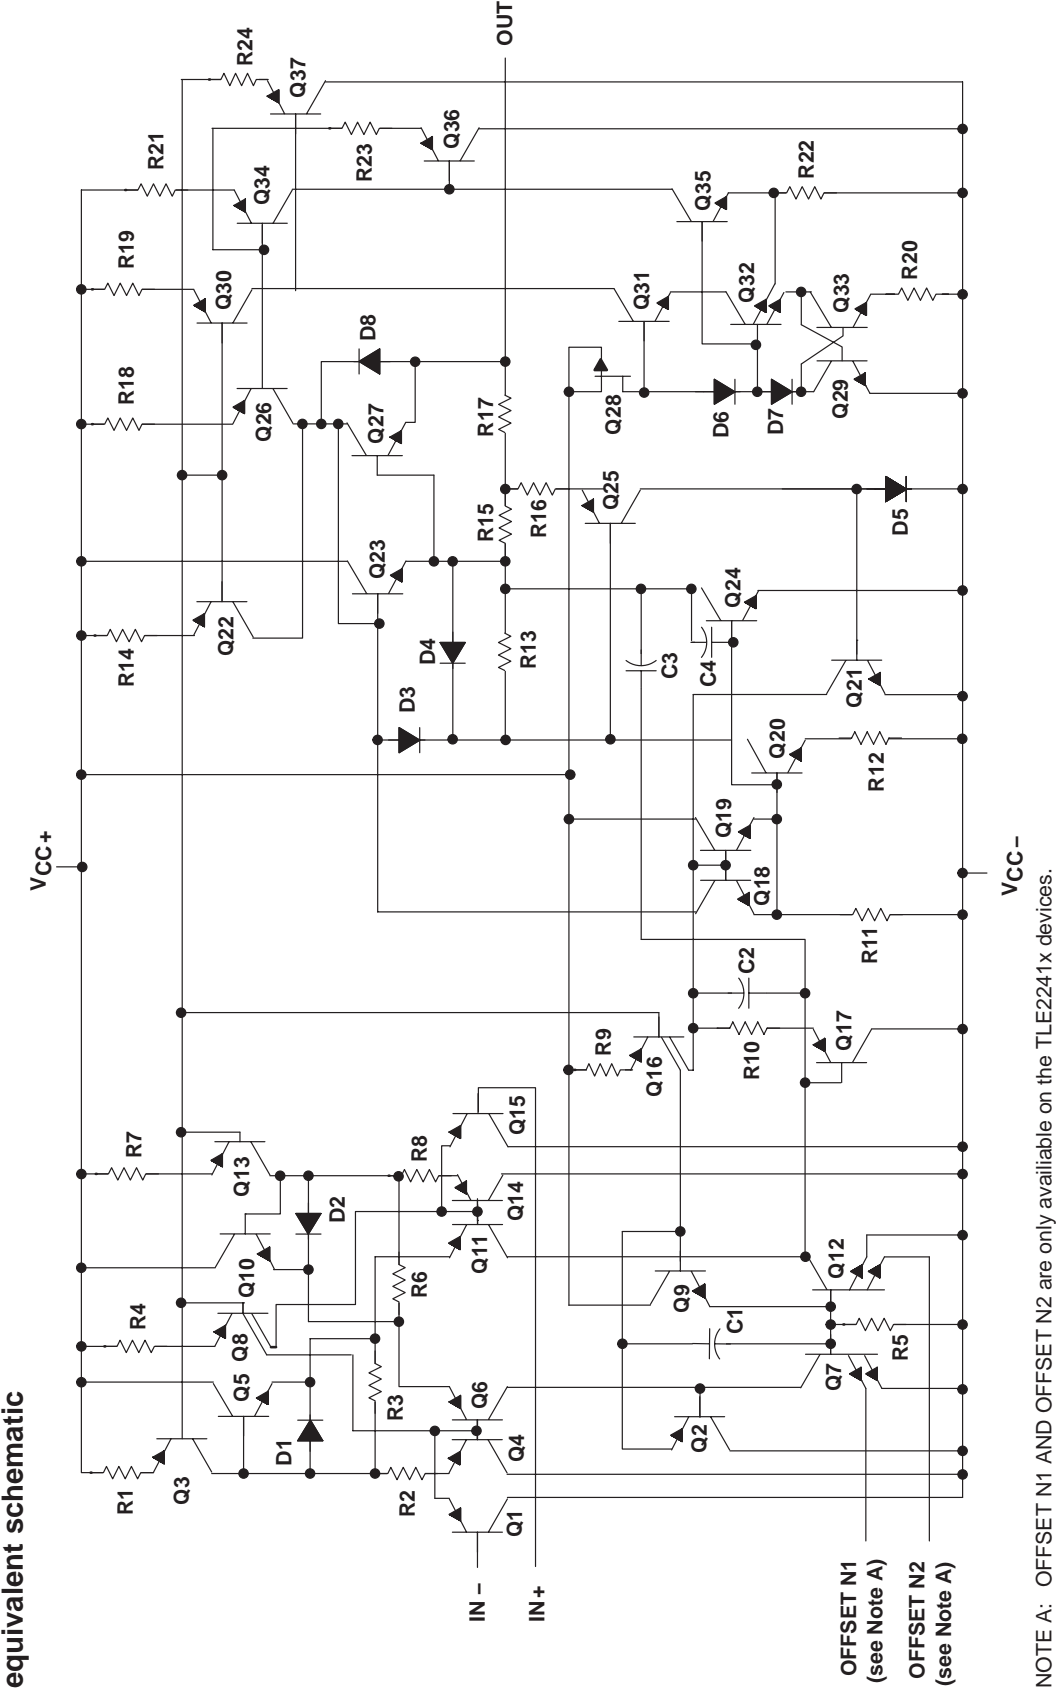 equivalent schematic
VCC+
R1
R4
R7
R14
R18
R19
R21
R24
Q3
Q5
Q8
Q10
Q13
Q22
Q26
Q30
Q34
Q37
D1
D2
R23
Q36
R3
R6
R8
D3
D4
Q23
Q27
D8
R2
Q4
Q6
Q11
Q14
Q15
Q1
IN –
IN+
R13
R15
R17
OUT
R16
R9
Q16
Q25
Q28
Q31
Q2
C1
Q9
C3
C4
Q24
D6
D7
Q32
Q35
R10
C2
Q18
Q19
Q20
Q21
Q7
R5
Q12
Q17
R11
R12
D5
Q29
Q33
R20
R22
OFFSET N1
(see Note A)
OFFSET N2
(see Note A)
VCC–
NOTE A: OFFSET N1 AND OFFSET N2 are only availiable on the TLE2241x devices.